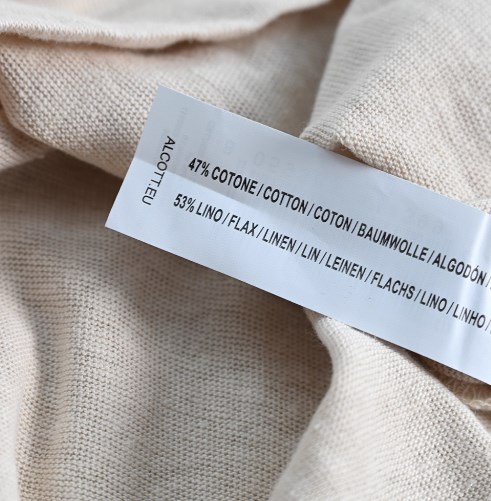 ALCOTT.EU
47% COTONE / COTTON / COTON / BAUMWOLLE / ALGODÓN /
53% LINO / FLAX / LINEN / LIN / LEINEN / FLACHS / LINO / LINHO /